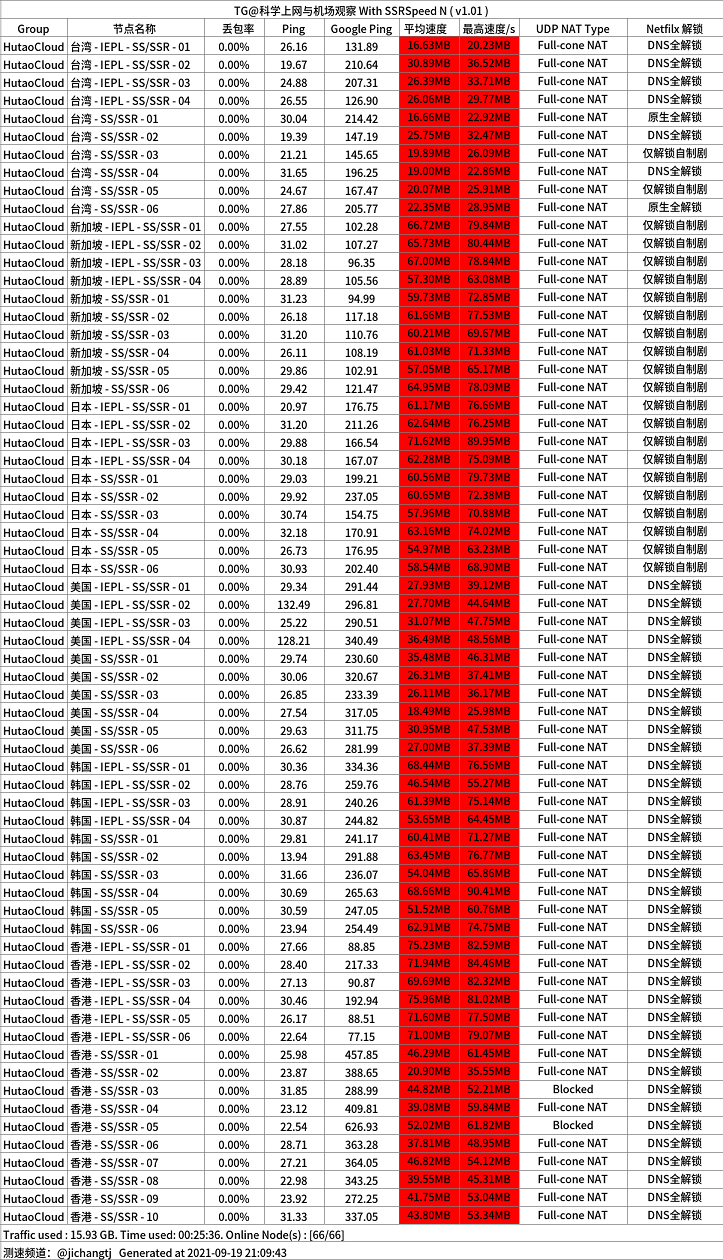 TG@科学上网与机场观察 With SSRSpeed N ( v1.01 )
Group 节点名称 丢包率 Ping Google Ping 平均速度 最高速度/s UDP NAT Type Netfilx 解锁
HutaoCloud 台湾 - IEPL - SS/SSR - 01 0.00% 26.16 131.89 16.63MB 20.23MB Full-cone NAT DNS全解锁
HutaoCloud 台湾 - IEPL - SS/SSR - 02 0.00% 19.67 210.64 30.89MB 36.52MB Full-cone NAT DNS全解锁
HutaoCloud 台湾 - IEPL - SS/SSR - 03 0.00% 24.88 207.31 26.39MB 33.71MB Full-cone NAT DNS全解锁
HutaoCloud 台湾 - IEPL - SS/SSR - 04 0.00% 26.55 126.90 26.06MB 29.77MB Full-cone NAT DNS全解锁
HutaoCloud 台湾 - SS/SSR - 01 0.00% 30.04 214.42 16.66MB 22.92MB Full-cone NAT 原生全解锁
HutaoCloud 台湾 - SS/SSR - 02 0.00% 19.39 147.19 25.75MB 32.47MB Full-cone NAT DNS全解锁
HutaoCloud 台湾 - SS/SSR - 03 0.00% 21.21 145.65 19.89MB 26.09MB Full-cone NAT 仅解锁自制剧
HutaoCloud 台湾 - SS/SSR - 04 0.00% 31.65 196.25 19.00MB 22.86MB Full-cone NAT DNS全解锁
HutaoCloud 台湾 - SS/SSR - 05 0.00% 24.67 167.47 20.07MB 25.91MB Full-cone NAT 仅解锁自制剧
HutaoCloud 台湾 - SS/SSR - 06 0.00% 27.86 205.77 22.35MB 28.95MB Full-cone NAT 原生全解锁
HutaoCloud 新加坡 - IEPL - SS/SSR - 01 0.00% 27.55 102.28 66.72MB 79.84MB Full-cone NAT 仅解锁自制剧
HutaoCloud 新加坡 - IEPL - SS/SSR - 02 0.00% 31.02 107.27 65.73MB 80.44MB Full-cone NAT 仅解锁自制剧
HutaoCloud 新加坡 - IEPL - SS/SSR - 03 0.00% 28.18 96.35 67.00MB 78.84MB Full-cone NAT 仅解锁自制剧
HutaoCloud 新加坡 - IEPL - SS/SSR - 04 0.00% 28.89 105.56 57.30MB 63.08MB Full-cone NAT 仅解锁自制剧
HutaoCloud 新加坡 - SS/SSR - 01 0.00% 31.23 94.99 59.73MB 72.85MB Full-cone NAT 仅解锁自制剧
HutaoCloud 新加坡 - SS/SSR - 02 0.00% 26.18 117.18 61.66MB 77.53MB Full-cone NAT 仅解锁自制剧
HutaoCloud 新加坡 - SS/SSR - 03 0.00% 31.20 110.76 60.21MB 69.67MB Full-cone NAT 仅解锁自制剧
HutaoCloud 新加坡 - SS/SSR - 04 0.00% 26.11 108.19 61.03MB 71.33MB Full-cone NAT 仅解锁自制剧
HutaoCloud 新加坡 - SS/SSR - 05 0.00% 29.86 102.91 57.05MB 65.17MB Full-cone NAT 仅解锁自制剧
HutaoCloud 新加坡 - SS/SSR - 06 0.00% 29.42 121.47 64.95MB 78.09MB Full-cone NAT 仅解锁自制剧
HutaoCloud 日本 - IEPL - SS/SSR - 01 0.00% 20.97 176.75 61.17MB 76.66MB Full-cone NAT 仅解锁自制剧
HutaoCloud 日本 - IEPL - SS/SSR - 02 0.00% 31.20 211.26 62.64MB 76.25MB Full-cone NAT 仅解锁自制剧
HutaoCloud 日本 - IEPL - SS/SSR - 03 0.00% 29.88 166.54 71.62MB 89.95MB Full-cone NAT 仅解锁自制剧
HutaoCloud 日本 - IEPL - SS/SSR - 04 0.00% 30.18 167.07 62.28MB 75.09MB Full-cone NAT 仅解锁自制剧
HutaoCloud 日本 - SS/SSR - 01 0.00% 29.03 199.21 60.56MB 79.73MB Full-cone NAT 仅解锁自制剧
HutaoCloud 日本 - SS/SSR - 02 0.00% 29.92 237.05 60.65MB 72.38MB Full-cone NAT 仅解锁自制剧
HutaoCloud 日本 - SS/SSR - 03 0.00% 30.74 154.75 57.96MB 70.88MB Full-cone NAT 仅解锁自制剧
HutaoCloud 日本 - SS/SSR - 04 0.00% 32.18 170.91 63.16MB 74.02MB Full-cone NAT 仅解锁自制剧
HutaoCloud 日本 - SS/SSR - 05 0.00% 26.73 176.95 54.97MB 63.23MB Full-cone NAT 仅解锁自制剧
HutaoCloud 日本 - SS/SSR - 06 0.00% 30.93 202.40 58.54MB 68.90MB Full-cone NAT 仅解锁自制剧
HutaoCloud 美国 - IEPL - SS/SSR - 01 0.00% 29.34 291.44 27.93MB 39.12MB Full-cone NAT DNS全解锁
HutaoCloud 美国 - IEPL - SS/SSR - 02 0.00% 132.49 296.81 27.70MB 44.64MB Full-cone NAT DNS全解锁
HutaoCloud 美国 - IEPL - SS/SSR - 03 0.00% 25.22 290.51 31.07MB 47.75MB Full-cone NAT DNS全解锁
HutaoCloud 美国 - IEPL - SS/SSR - 04 0.00% 128.21 340.49 36.49MB 48.56MB Full-cone NAT DNS全解锁
HutaoCloud 美国 - SS/SSR - 01 0.00% 29.74 230.60 35.48MB 46.31MB Full-cone NAT DNS全解锁
HutaoCloud 美国 - SS/SSR - 02 0.00% 30.06 320.67 26.31MB 37.41MB Full-cone NAT DNS全解锁
HutaoCloud 美国 - SS/SSR - 03 0.00% 26.85 233.39 26.11MB 36.17MB Full-cone NAT DNS全解锁
HutaoCloud 美国 - SS/SSR - 04 0.00% 27.54 317.05 18.49MB 25.98MB Full-cone NAT DNS全解锁
HutaoCloud 美国 - SS/SSR - 05 0.00% 29.63 311.75 30.95MB 47.53MB Full-cone NAT DNS全解锁
HutaoCloud 美国 - SS/SSR - 06 0.00% 26.62 281.99 27.00MB 37.39MB Full-cone NAT DNS全解锁
HutaoCloud 韩国 - IEPL - SS/SSR - 01 0.00% 30.36 334.36 68.44MB 76.56MB Full-cone NAT DNS全解锁
HutaoCloud 韩国 - IEPL - SS/SSR - 02 0.00% 28.76 259.76 46.54MB 55.27MB Full-cone NAT DNS全解锁
HutaoCloud 韩国 - IEPL - SS/SSR - 03 0.00% 28.91 240.26 61.39MB 75.14MB Full-cone NAT DNS全解锁
HutaoCloud 韩国 - IEPL - SS/SSR - 04 0.00% 30.87 244.82 53.65MB 64.45MB Full-cone NAT DNS全解锁
HutaoCloud 韩国 - SS/SSR - 01 0.00% 29.81 241.17 60.41MB 71.27MB Full-cone NAT DNS全解锁
HutaoCloud 韩国 - SS/SSR - 02 0.00% 13.94 291.88 63.45MB 76.77MB Full-cone NAT DNS全解锁
HutaoCloud 韩国 - SS/SSR - 03 0.00% 31.66 236.07 54.04MB 65.86MB Full-cone NAT DNS全解锁
HutaoCloud 韩国 - SS/SSR - 04 0.00% 30.69 265.63 68.66MB 90.41MB Full-cone NAT DNS全解锁
HutaoCloud 韩国 - SS/SSR - 05 0.00% 30.59 247.05 51.52MB 60.76MB Full-cone NAT DNS全解锁
HutaoCloud 韩国 - SS/SSR - 06 0.00% 23.94 254.49 62.91MB 74.75MB Full-cone NAT DNS全解锁
HutaoCloud 香港 - IEPL - SS/SSR - 01 0.00% 27.66 88.85 75.23MB 82.59MB Full-cone NAT DNS全解锁
HutaoCloud 香港 - IEPL - SS/SSR - 02 0.00% 28.40 217.33 71.94MB 84.46MB Full-cone NAT DNS全解锁
HutaoCloud 香港 - IEPL - SS/SSR - 03 0.00% 27.13 90.87 69.69MB 82.32MB Full-cone NAT DNS全解锁
HutaoCloud 香港 - IEPL - SS/SSR - 04 0.00% 30.46 192.94 75.96MB 81.02MB Full-cone NAT DNS全解锁
HutaoCloud 香港 - IEPL - SS/SSR - 05 0.00% 26.17 88.51 71.60MB 77.50MB Full-cone NAT DNS全解锁
HutaoCloud 香港 - IEPL - SS/SSR - 06 0.00% 22.64 77.15 71.00MB 79.07MB Full-cone NAT DNS全解锁
HutaoCloud 香港 - SS/SSR - 01 0.00% 25.98 457.85 46.29MB 61.45MB Full-cone NAT DNS全解锁
HutaoCloud 香港 - SS/SSR - 02 0.00% 23.87 388.65 20.90MB 35.55MB Full-cone NAT DNS全解锁
HutaoCloud 香港 - SS/SSR - 03 0.00% 31.85 288.99 44.82MB 52.21MB Blocked DNS全解锁
HutaoCloud 香港 - SS/SSR - 04 0.00% 23.12 409.81 39.08MB 59.84MB Full-cone NAT DNS全解锁
HutaoCloud 香港 - SS/SSR - 05 0.00% 22.54 626.93 52.02MB 61.82MB Blocked DNS全解锁
HutaoCloud 香港 - SS/SSR - 06 0.00% 28.71 363.28 37.81MB 48.95MB Full-cone NAT DNS全解锁
HutaoCloud 香港 - SS/SSR - 07 0.00% 27.21 364.05 46.82MB 54.12MB Full-cone NAT DNS全解锁
HutaoCloud 香港 - SS/SSR - 08 0.00% 22.98 343.25 39.55MB 45.31MB Full-cone NAT DNS全解锁
HutaoCloud 香港 - SS/SSR - 09 0.00% 23.92 272.25 41.75MB 53.04MB Full-cone NAT DNS全解锁
HutaoCloud 香港 - SS/SSR - 10 0.00% 31.33 337.05 43.80MB 53.34MB Full-cone NAT DNS全解锁
Traffic used : 15.93 GB. Time used: 00:25:36. Online Node(s) : [66/66]
测速频道：@jichangtj Generated at 2021-09-19 21:09:43